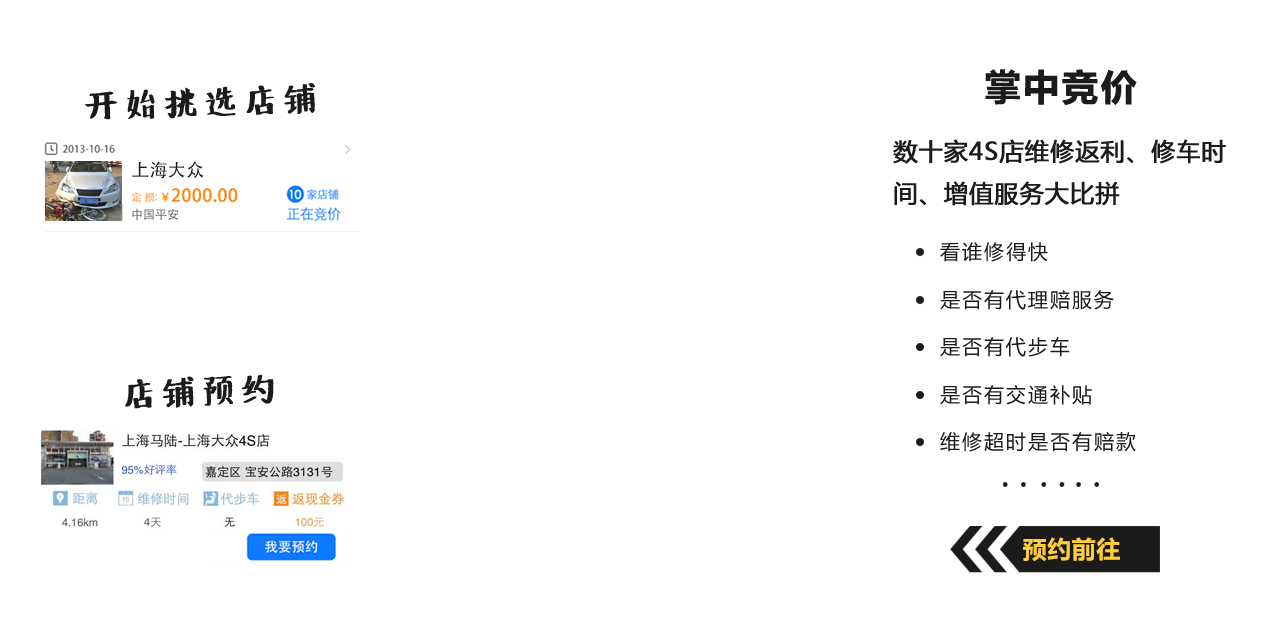 开始挑选店铺
2013-10-16
上海大众
定损:¥2000.00
10家店铺
中国平安
正在竞价
店铺预约
上海马陆-上海大众4S店
95%好评率
嘉定区 宝安公路3131号
距离
15 维修时间
代步车
返 返现金券
4.16km
4天
无
100元
我要预约
掌中竞价
数十家4S店维修返利、修车时
间、增值服务大比拼
• 看谁修得快
• 是否有代理赔服务
• 是否有代步车
• 是否有交通补贴
• 维修超时是否有赔款
······
预约前往